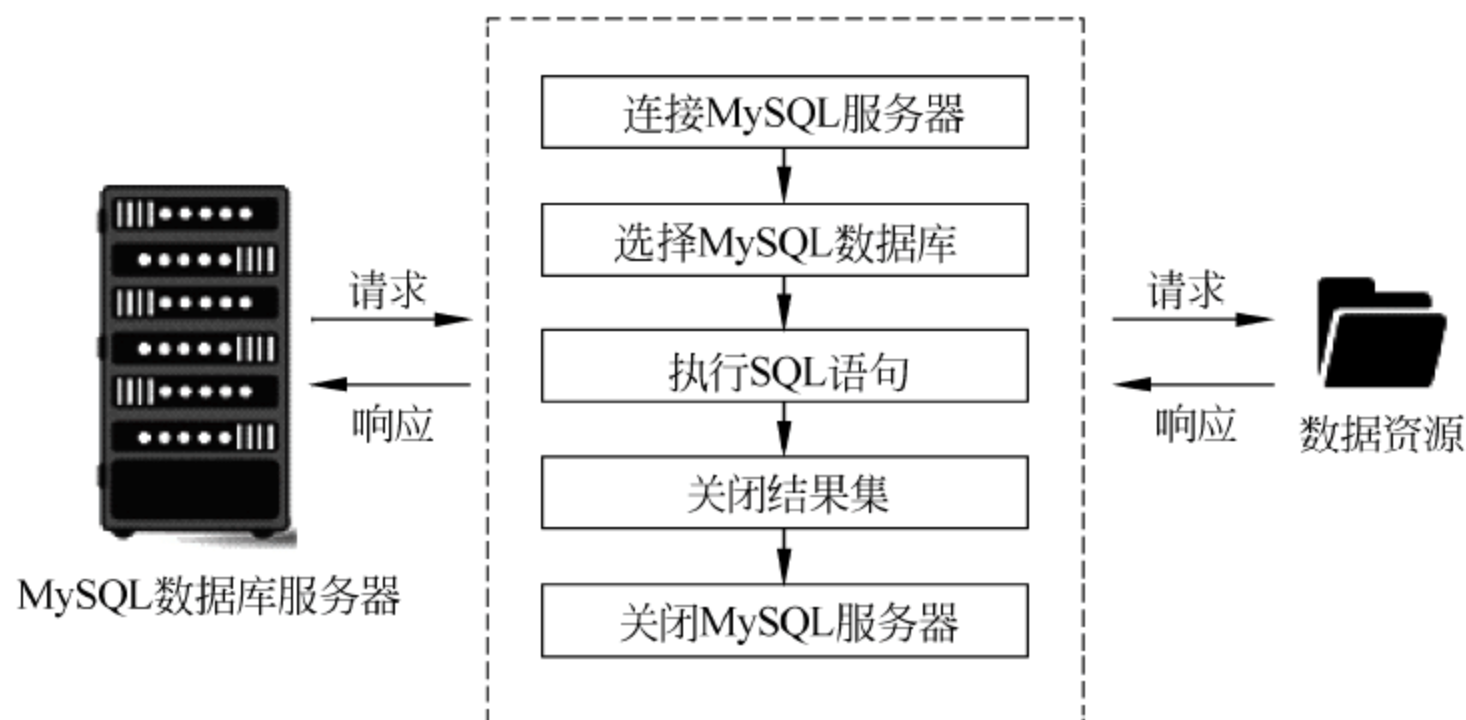 连接MySQL服务器
选择MySQL数据库
执行SQL语句
关闭结果集
关闭MySQL服务器
请求
响应
MySQL数据库服务器
请求
响应
数据资源